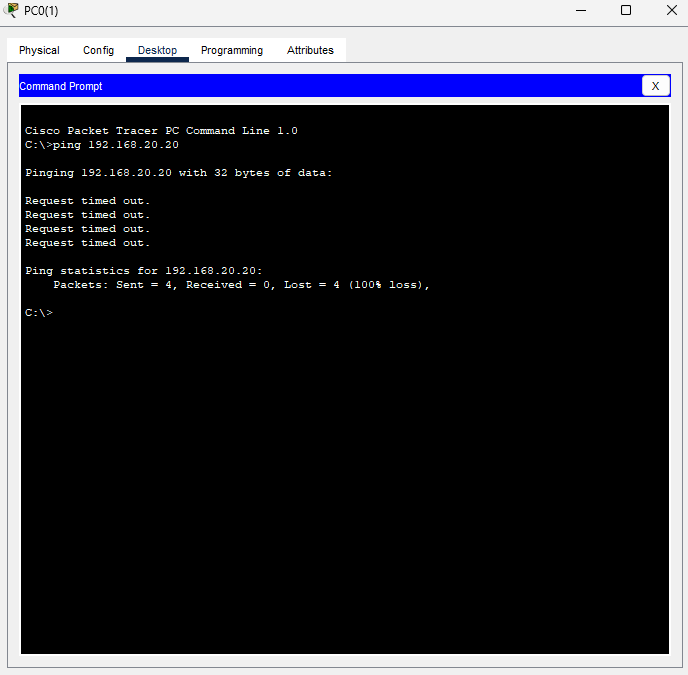 PC0(1)
Physical Config Desktop Programming Attributes
Command Prompt X
Cisco Packet Tracer PC Command Line 1.0
C:\>ping 192.168.20.20
Pinging 192.168.20.20 with 32 bytes of data:
Request timed out.
Request timed out.
Request timed out.
Request timed out.
Ping statistics for 192.168.20.20:
Packets: Sent = 4, Received = 0, Lost = 4 (100% loss),
C:\>